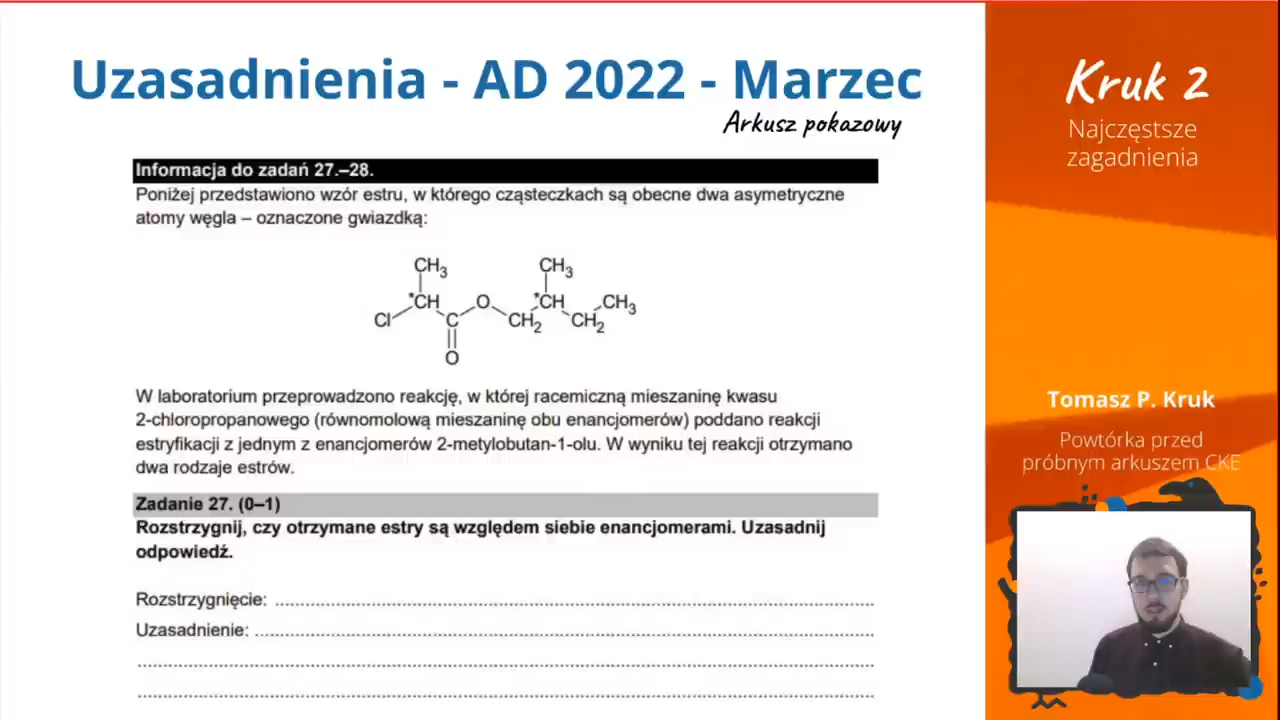 Uzasadnienia - AD 2022 - Marzec
Arkusz pokazowy
Informacja do zadań 27.–28.
Poniżej przedstawiono wzór estru, w którego cząsteczkach są obecne dwa asymetryczne
atomy węgla – oznaczone gwiazdką:
CH3 CH3
*CH O *CH CH3
Cl C CH2 CH2
O
W laboratorium przeprowadzono reakcję, w której racemiczną mieszaninę kwasu
2-chloropropanowego (równomolową mieszaninę obu enancjomerów) poddano reakcji
estryfikacji z jednym z enancjomerów 2-metylobutan-1-olu. W wyniku tej reakcji otrzymano
dwa rodzaje estrów.
Zadanie 27. (0–1)
Rozstrzygnij, czy otrzymane estry są względem siebie enancjomerami. Uzasadnij
odpowiedź.
Rozstrzygnięcie:
Uzasadnienie:
Kruk 2
Najczęstsze
zagadnienia
Tomasz P. Kruk
Powtórka przed
próbnym arkuszem CKE